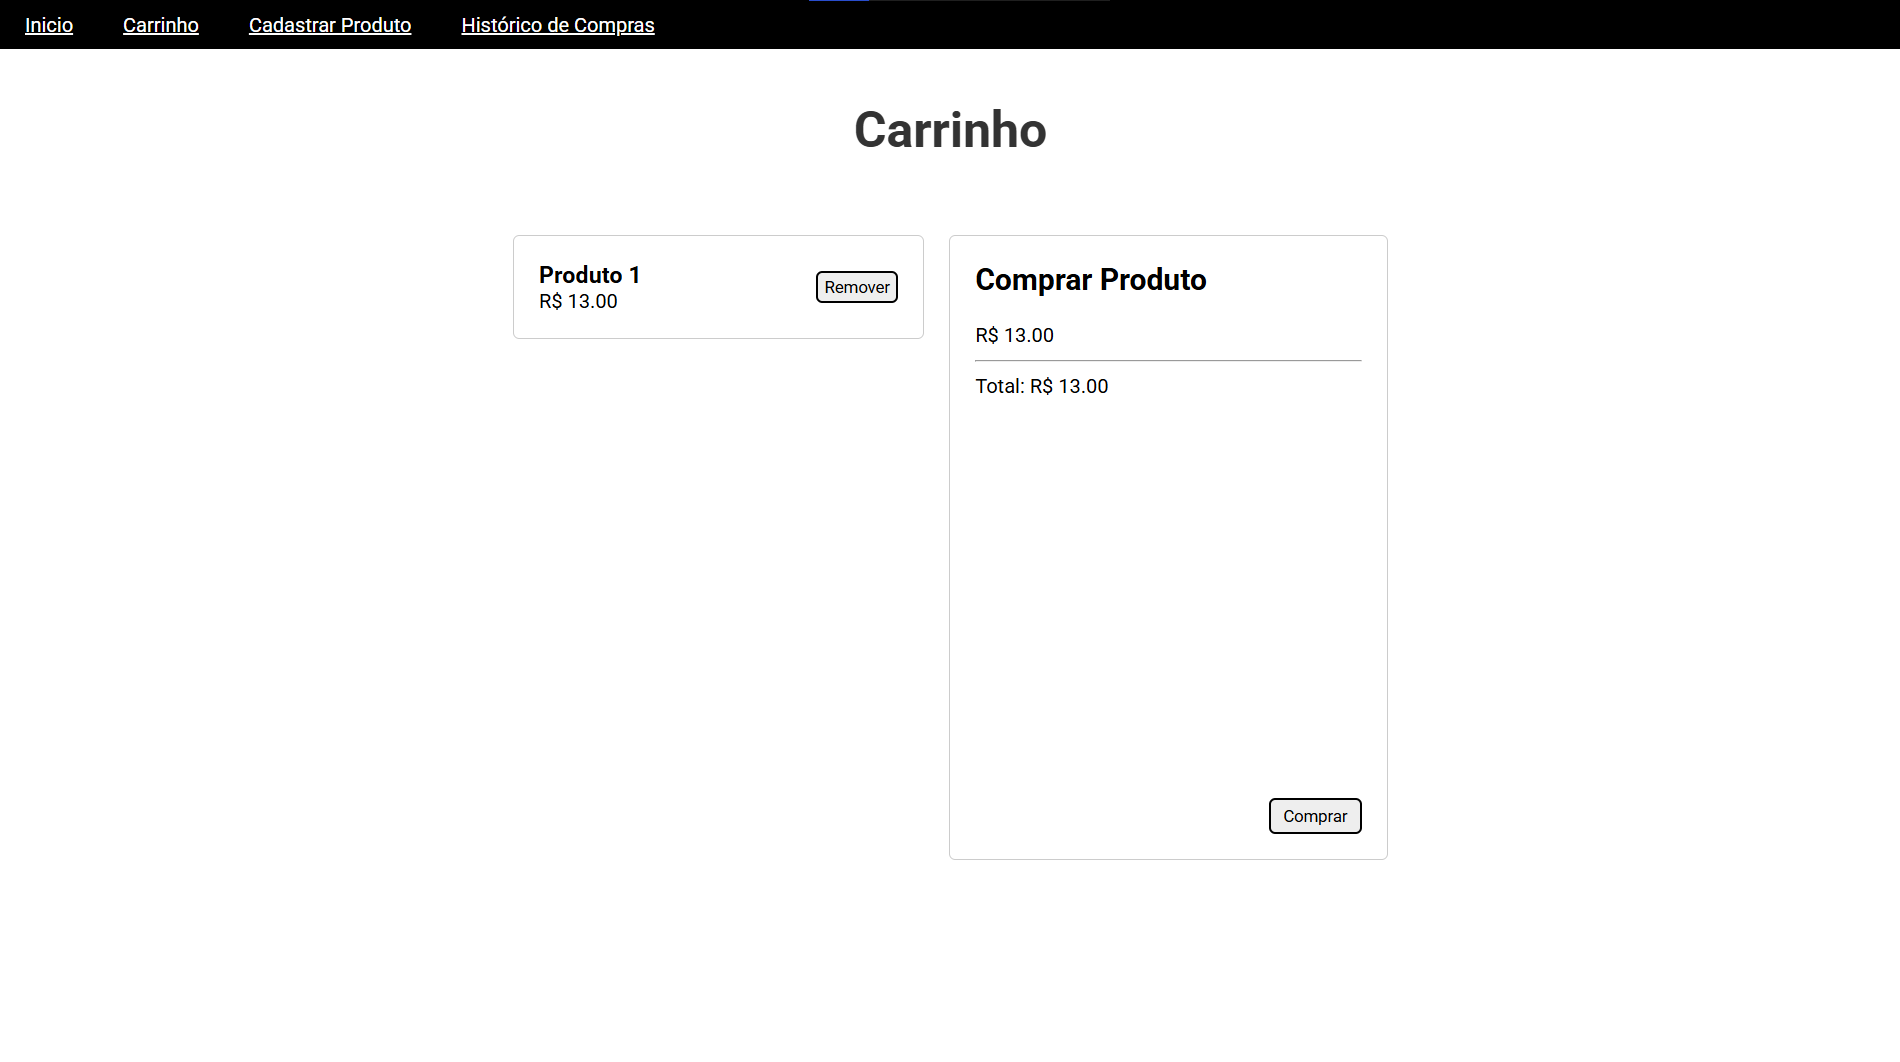 Inicio Carrinho Cadastrar Produto Histórico de Compras
Carrinho
Produto 1
R$ 13.00
Remover
Comprar Produto
R$ 13.00
Total: R$ 13.00
Comprar